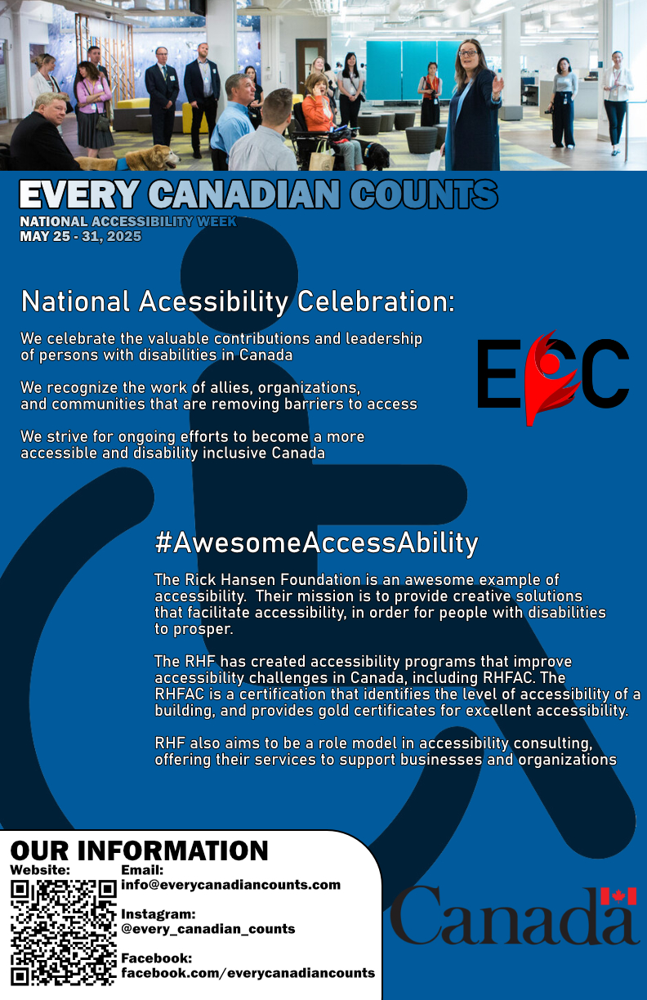 EVERY CANADIAN COUNTS
NATIONAL ACCESSIBILITY WEEK
MAY 25 - 31, 2025
National Acessibility Celebration:
We celebrate the valuable contributions and leadership
of persons with disabilities in Canada
We recognize the work of allies, organizations,
and communities that are removing barriers to access
We strive for ongoing efforts to become a more
accessible and disability inclusive Canada
ECC
#AwesomeAccessAbility
The Rick Hansen Foundation is an awesome example of
accessibility.  Their mission is to provide creative solutions
that facilitate accessibility, in order for people with disabilities
to prosper.
The RHF has created accessibility programs that improve
accessibility challenges in Canada, including RHFAC. The
RHFAC is a certification that identifies the level of accessibility of a
building, and provides gold certificates for excellent accessibility.
RHF also aims to be a role model in accessibility consulting,
offering their services to support businesses and organizations
OUR INFORMATION
Website:
Email:
info@everycanadiancounts.com
Instagram:
@every_canadian_counts
Facebook:
facebook.com/everycanadiancounts
Canada